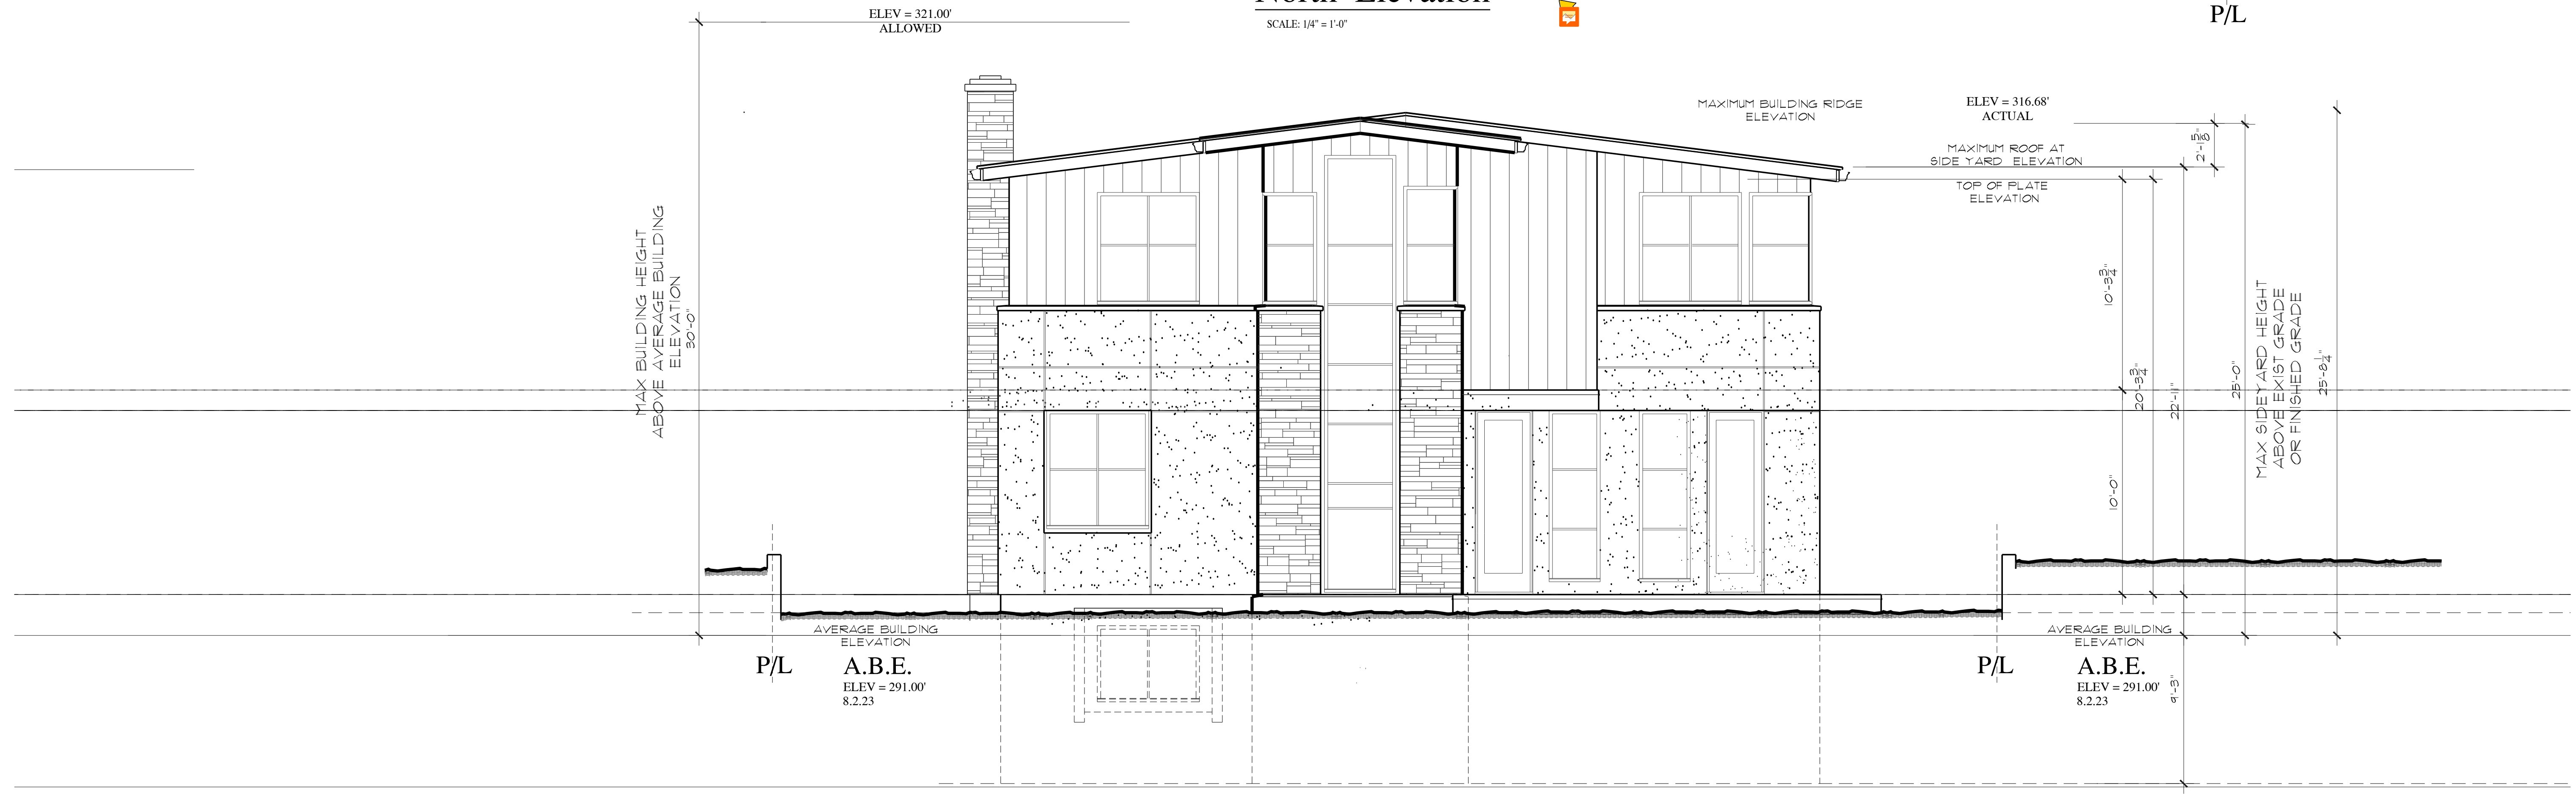 North Elevation
SCALE: 1/4" = 1'-0"
P/L
ELEV = 321.00'
ALLOWED
MAXIMUM BUILDING RIDGE
ELEVATION
ELEV = 316.68'
ACTUAL
MAXIMUM ROOF AT
SIDE YARD ELEVATION
TOP OF PLATE
ELEVATION
2'-1 5/8"
MAX BUILDING HEIGHT
ABOVE AVERAGE BUILDING
ELEVATION
30'-0"
10'-3 3/4"
10'-0"
20'-3 3/4"
22'-11"
25'-0"
MAX SIDEYARD HEIGHT
ABOVE EXIST GRADE
OR FINISHED GRADE
25'-8 1/4"
AVERAGE BUILDING
ELEVATION
P/L
A.B.E.
ELEV = 291.00'
8.2.23
AVERAGE BUILDING
ELEVATION
P/L
A.B.E.
ELEV = 291.00'
8.2.23
9'-3"